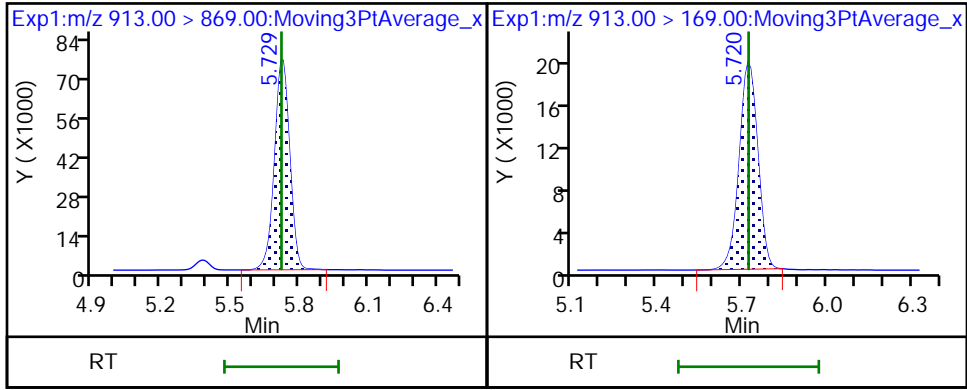 Exp1:m/z 913.00 > 869.00:Moving3PtAverage_x
5.729
Y ( X1000)
84
70
56
42
28
14
0
4.9 5.2 5.5 5.8 6.1 6.4
Min
RT
Exp1:m/z 913.00 > 169.00:Moving3PtAverage_x
5.720
Y ( X1000)
20
16
12
8
4
0
5.1 5.4 5.7 6.0 6.3
Min
RT